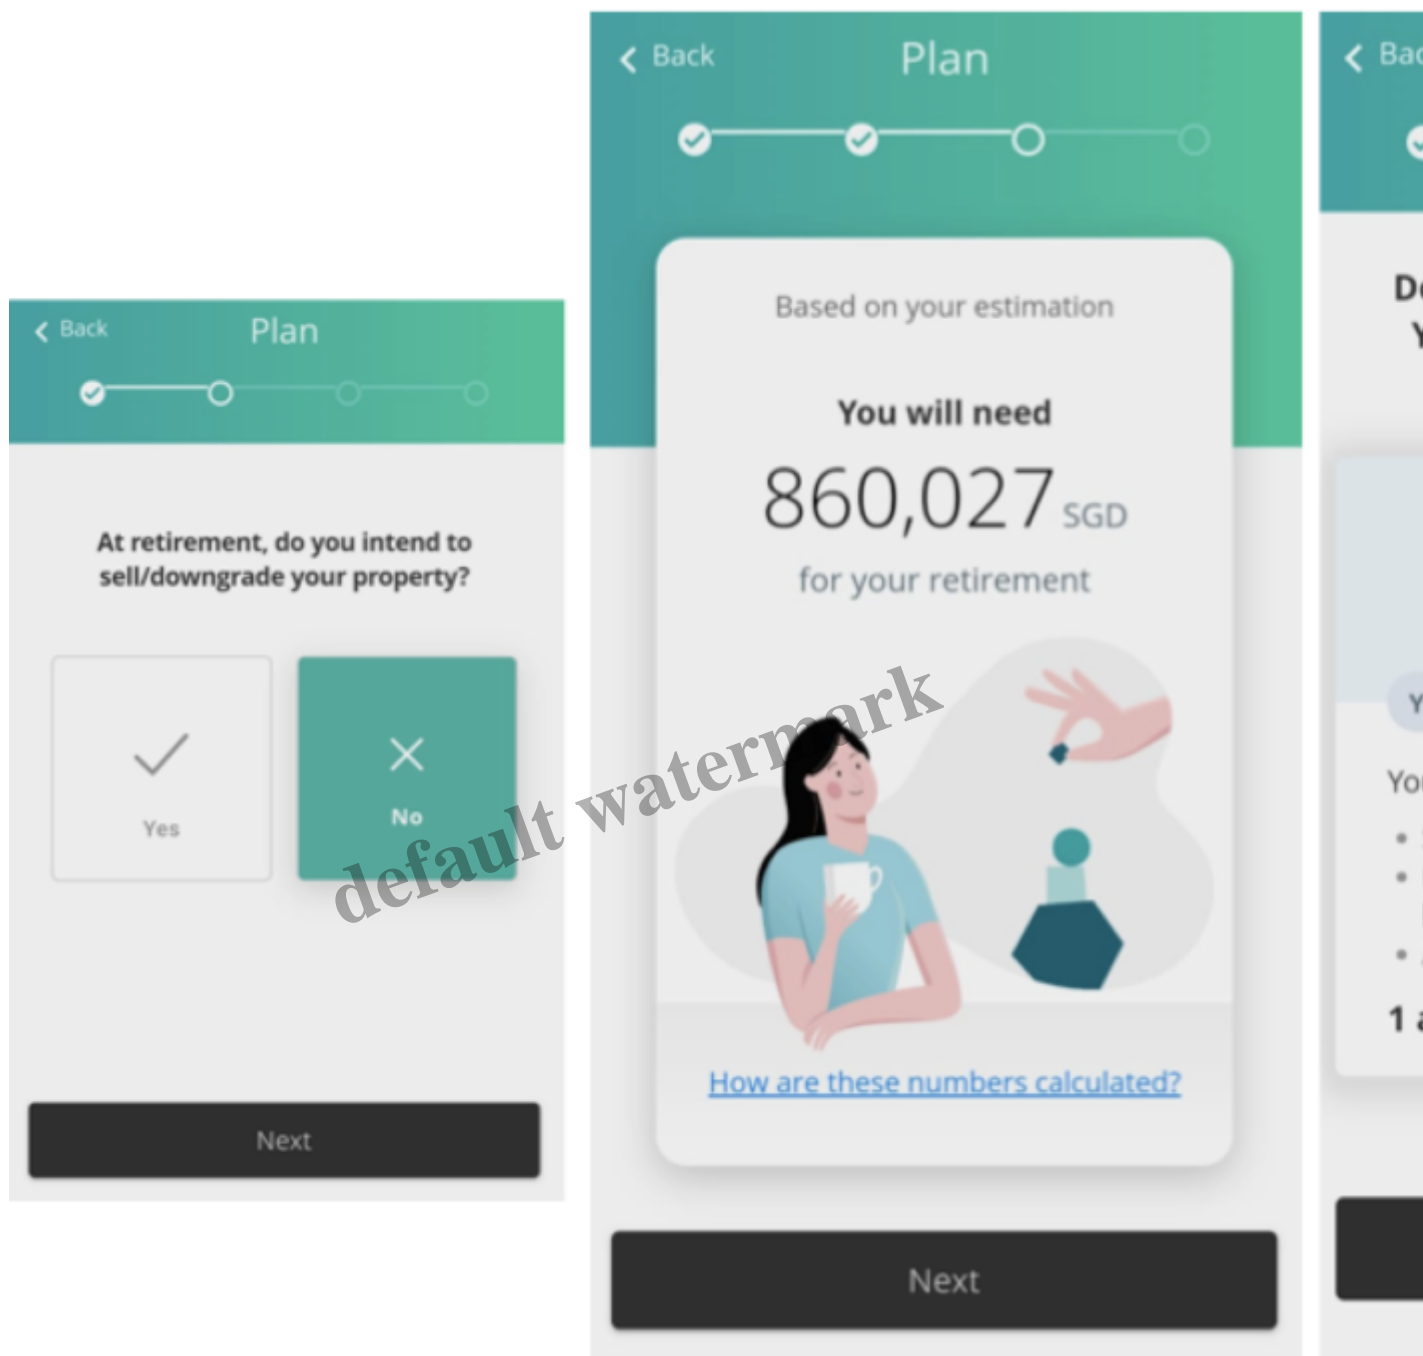 Back
Plan
At retirement, do you intend to
sell/downgrade your property?
Yes
No
Next
Back
Plan
Based on your estimation
You will need
860,027 SGD
for your retirement
How are these numbers calculated?
Next
default watermark
1